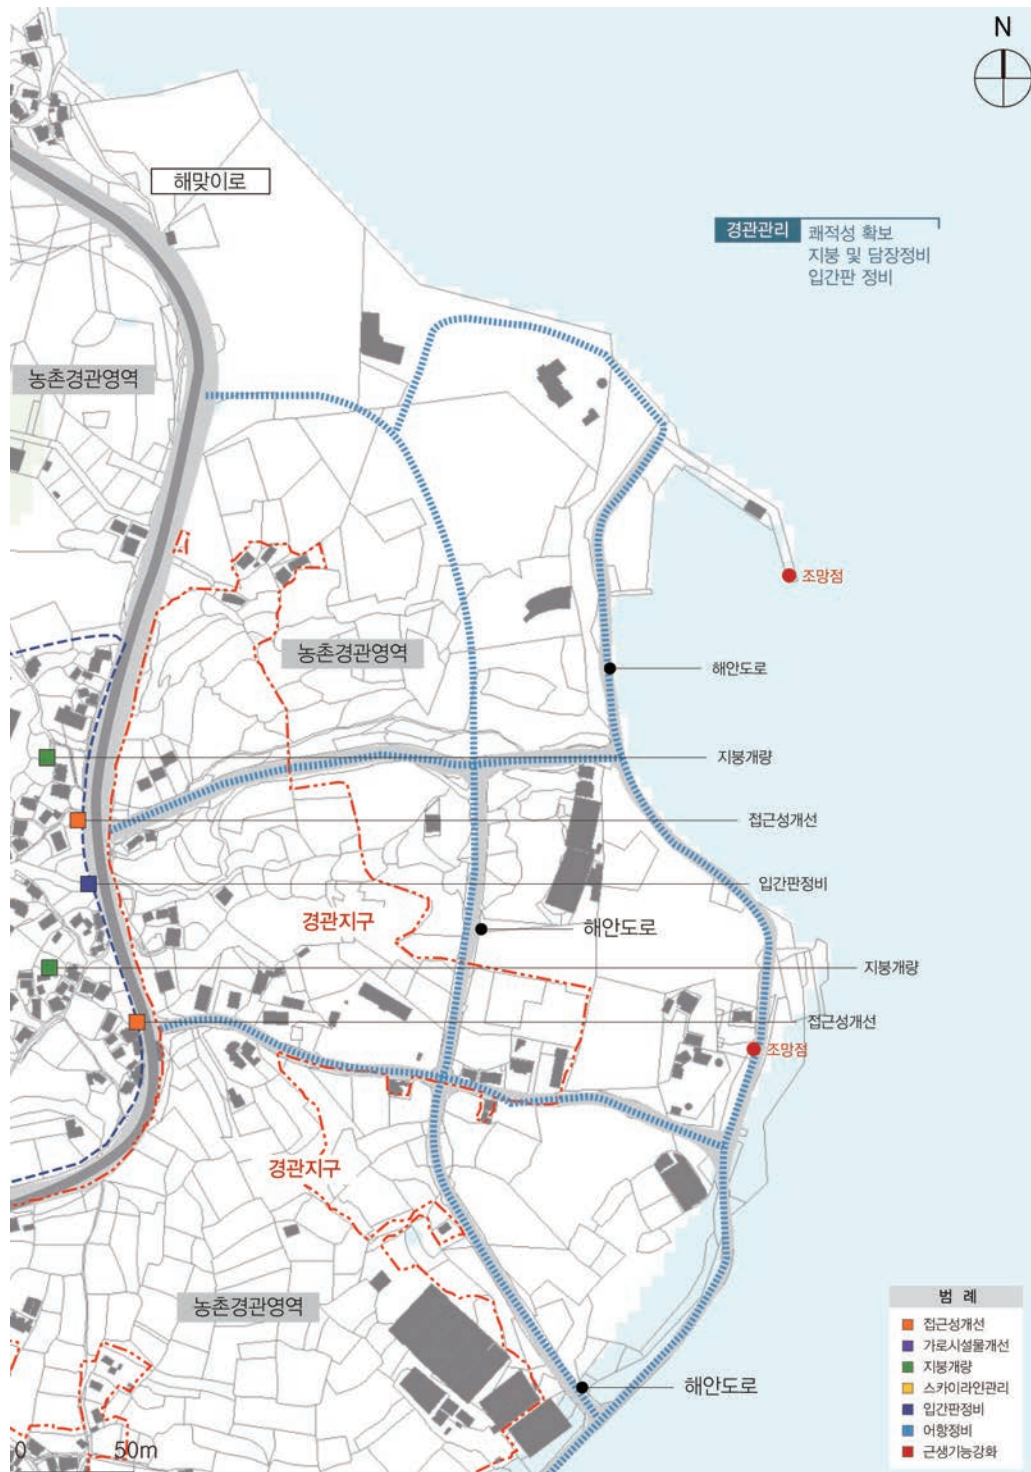 N
해맞이로
경관관리
쾌적성 확보
지붕 및 담장정비
입간판 정비
농촌경관영역
조망점
농촌경관영역
해안도로
지붕개량
접근성개선
입간판정비
경관지구
해안도로
지붕개량
접근성개선
조망점
경관지구
농촌경관영역
해안도로
범 례
접근성개선
가로시설물개선
지붕개량
스카이라인관리
입간판정비
어항정비
근생기능강화
0 50m